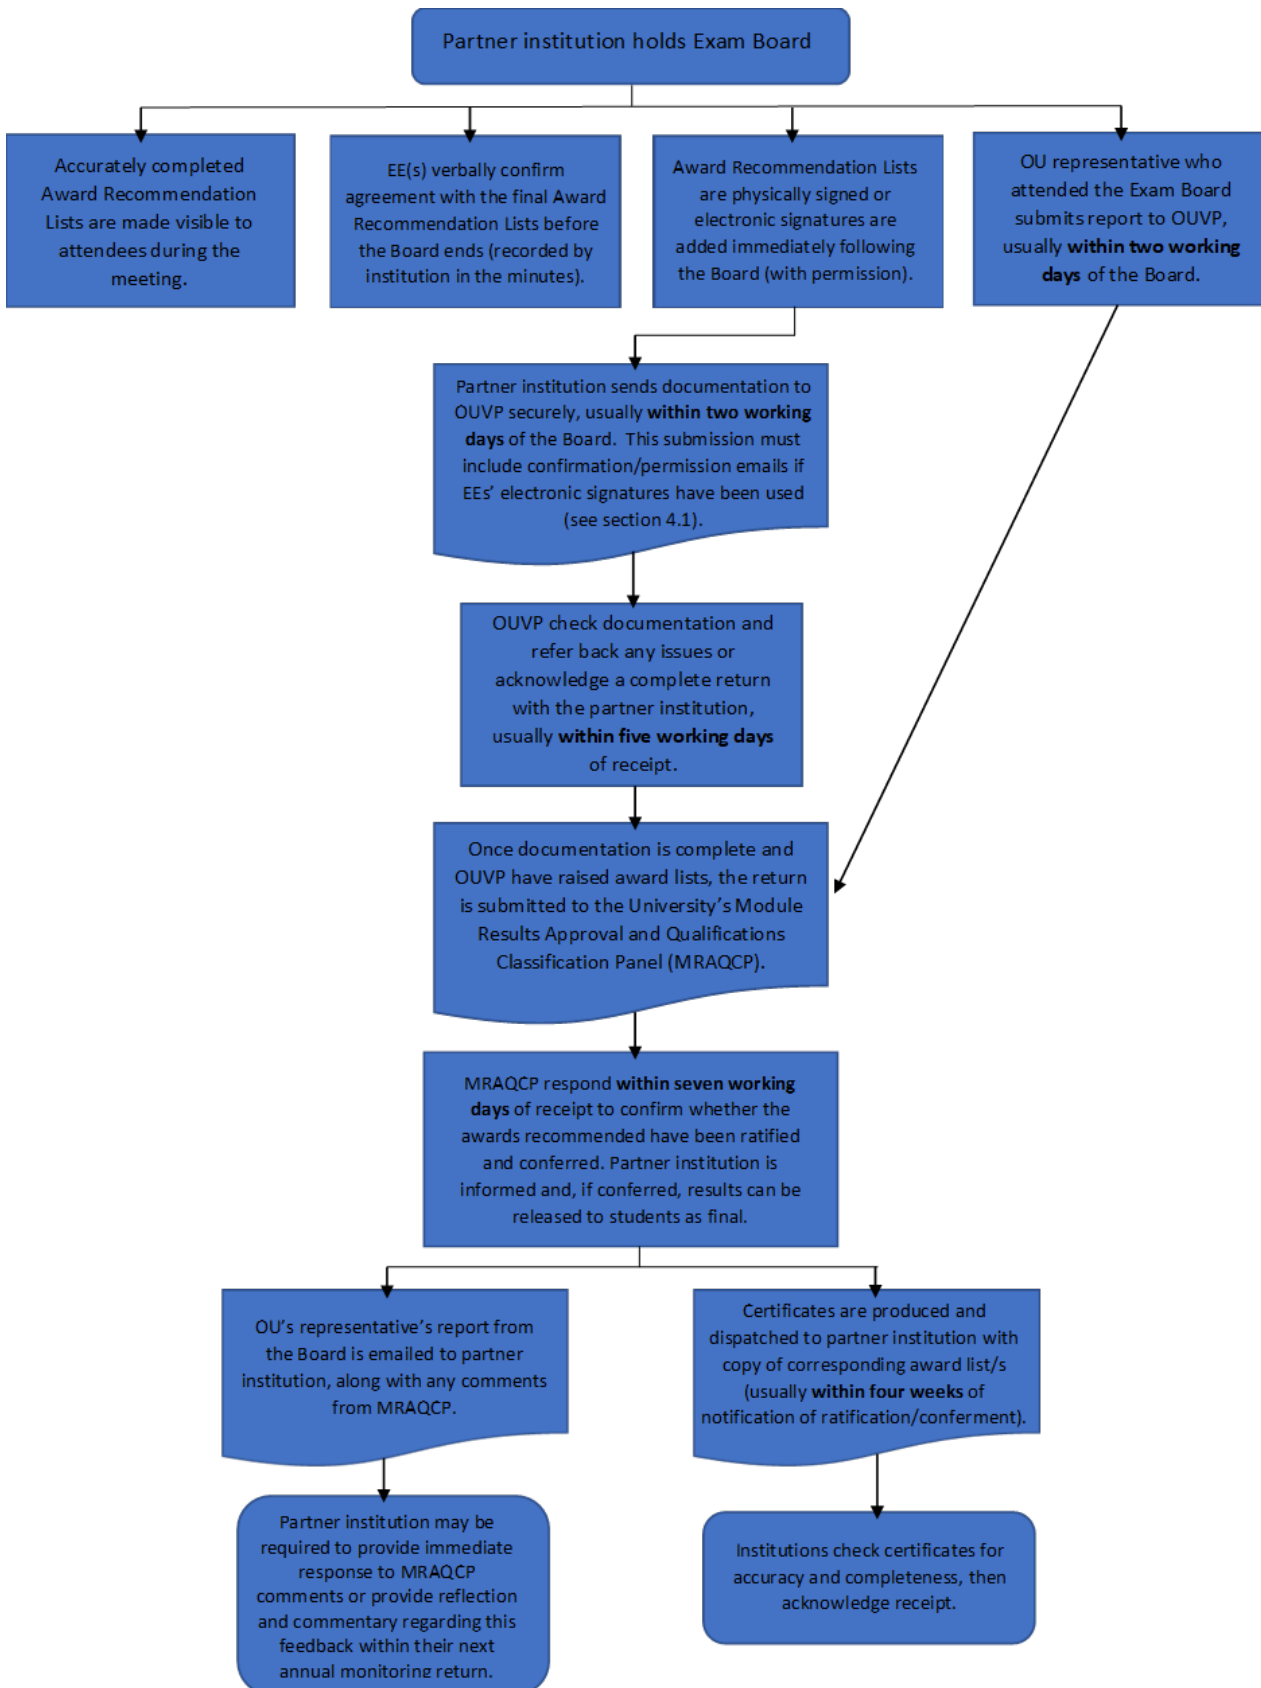 Partner institution holds Exam Board
Accurately completed
Award Recommendation
Lists are made visible to
attendees during the
meeting.
EE(s) verbally confirm
agreement with the final Award
Recommendation Lists before
the Board ends (recorded by
institution in the minutes).
Award Recommendation Lists
are physically signed or
electronic signatures are
added immediately following
the Board (with permission).
OU representative who
attended the Exam Board
submits report to OUVP,
usually within two working
days of the Board.
Partner institution sends documentation to
OUVP securely, usually within two working
days of the Board. This submission must
include confirmation/permission emails if
EEs' electronic signatures have been used
(see section 4.1).
OUVP check documentation and
refer back any issues or
acknowledge a complete return
with the partner institution,
usually within five working days
of receipt.
Once documentation is complete and
OUVP have raised award lists, the return
is submitted to the University's Module
Results Approval and Qualifications
Classification Panel (MRAQCP).
MRAQCP respond within seven working
days of receipt to confirm whether the
awards recommended have been ratified
and conferred. Partner institution is
informed and, if conferred, results can be
released to students as final.
OU's representative's report from
the Board is emailed to partner
institution, along with any comments
from MRAQCP.
Certificates are produced and
dispatched to partner institution with
copy of corresponding award list/s
(usually within four weeks of
notification of ratification/conferment).
Partner institution may be
required to provide immediate
response to MRAQCP
comments or provide reflection
and commentary regarding this
feedback within their next
annual monitoring return.
Institutions check certificates for
accuracy and completeness, then
acknowledge receipt.